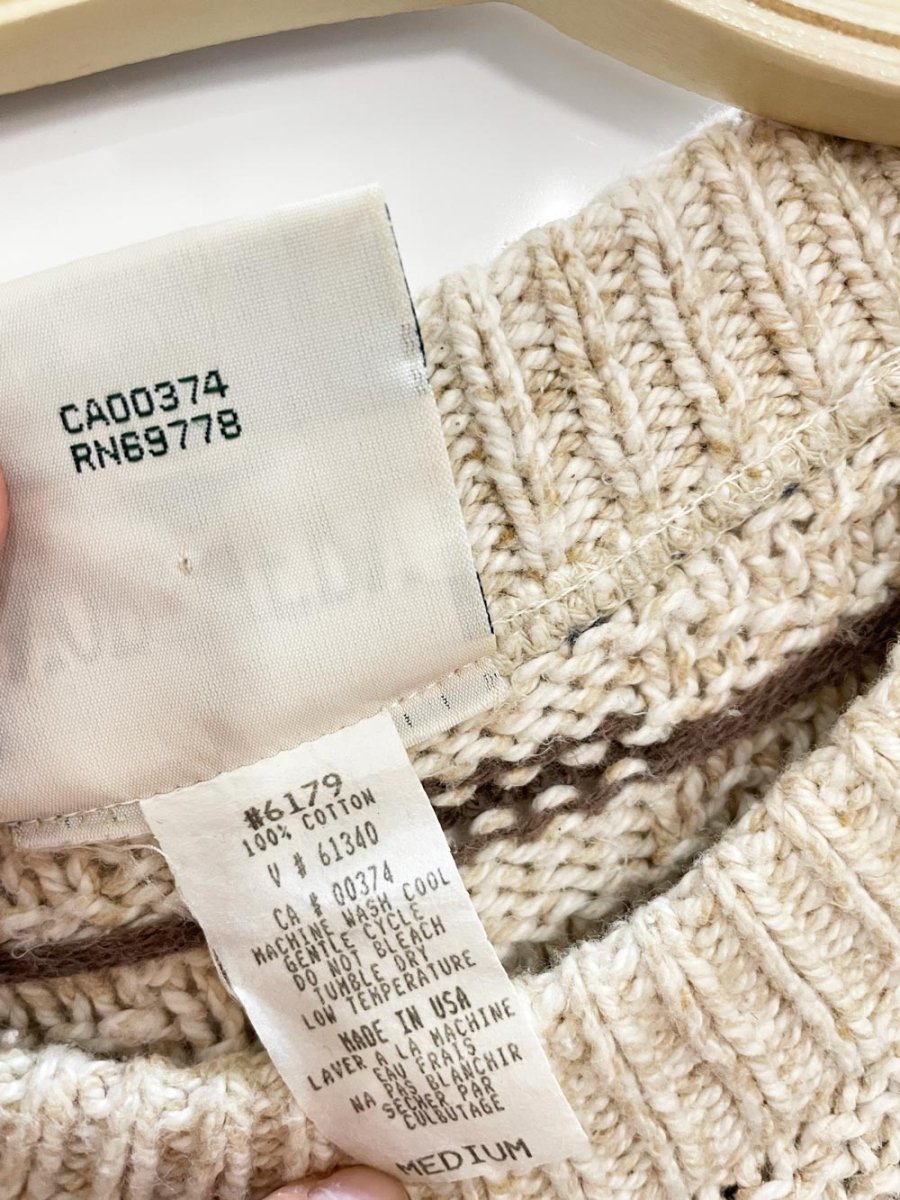 CA00374
RN69778
#6179
100% COTTON
V # 61340
CA # 00374
MACHINE WASH COOL
GENTLE CYCLE
DO NOT BLEACH
TUMBLE DRY
LOW TEMPERATURE
MADE IN USA
LAVER A LA MACHINE
EAU FRAIS
NA PAS BLANCHIR
SECHER PAR
CULBUTAGE
MEDIUM